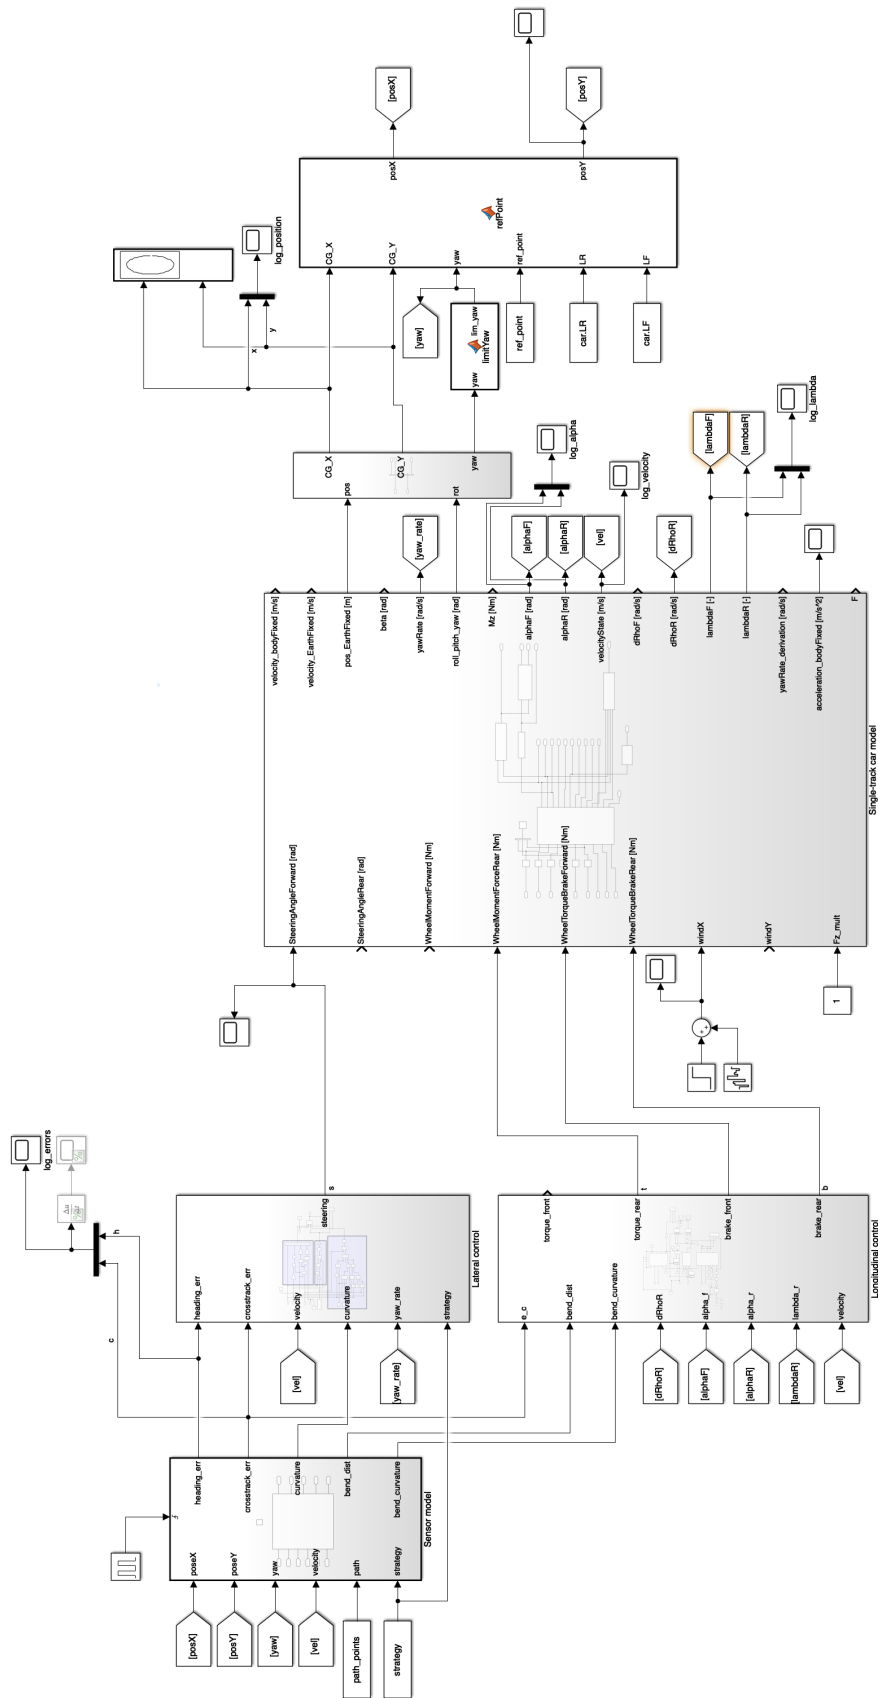 [posX]
[posY]
[yaw]
[vel]
path_points
strategy
poseX
poseY
yaw
velocity
path
strategy
heading_err
crosstrack_err
curvature
bend_dist
bend_curvature
Sensor model
c
h
log_errors
[vel]
[yaw_rate]
heading_err
crosstrack_err
velocity
curvature
yaw_rate
strategy
steering
s
Lateral control
[dRhoR]
[alphaF]
[alphaR]
[lambdaR]
[vel]
e_c
bend_dist
bend_curvature
dRhoR
alpha_f
alpha_r
lambda_r
velocity
torque_front
torque_rear
brake_front
brake_rear
t
b
Longitudinal control
1
SteeringAngleForward [rad]
SteeringAngleRear [rad]
WheelMomentForward [Nm]
WheelMomentForceRear [Nm]
WheelTorqueBrakeForward [Nm]
WheelTorqueBrakeRear [Nm]
windX
windY
Fz_mult
velocity_bodyFixed [m/s]
velocity_EarthFixed [m/s]
pos_EarthFixed [m]
beta [rad]
yawRate [rad/s]
roll_pitch_yaw [rad]
Mz [Nm]
alphaF [rad]
alphaR [rad]
velocityState [m/s]
dRhoF [rad/s]
dRhoR [rad/s]
lambdaF [-]
lambdaR [-]
yawRate_derivation [rad/s]
acceleration_bodyFixed [m/s^2]
F
Single-track car model
[yaw_rate]
[alphaF]
[alphaR]
[vel]
[dRhoR]
[lambdaF]
[lambdaR]
log_alpha
log_velocity
log_lambda
pos
rot
CG_X
CG_Y
yaw
x
y
log_position
yaw
lim_yaw
limitYaw
[yaw]
ref_point
car.LR
car.LF
CG_X
CG_Y
yaw
ref_point
LR
LF
refPoint
posX
posY
[posX]
[posY]